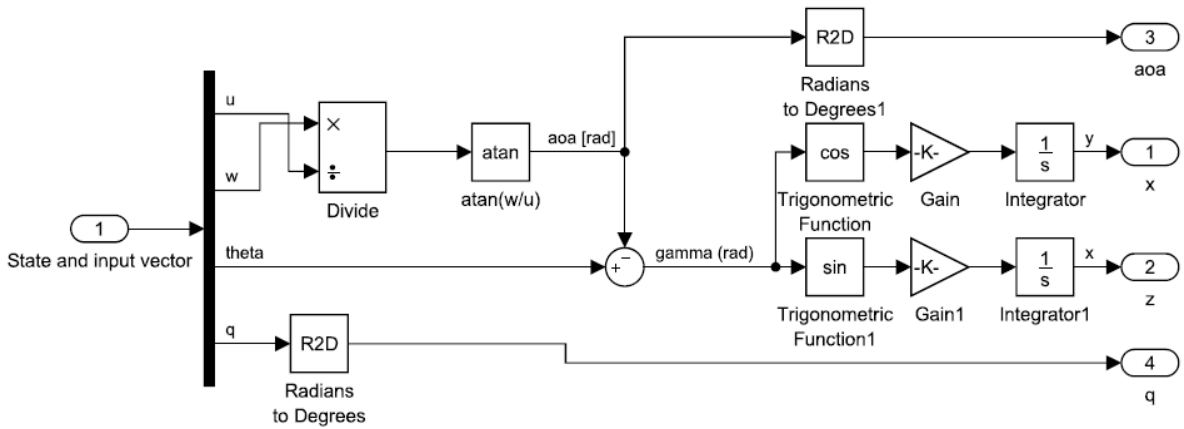 R2D
3
Radians
to Degrees1
aoa
u
×
÷
Divide
atan
atan(w/u)
aoa [rad]
cos
Trigonometric
Function
-K-
Gain
1
s
Integrator
y
1
x
w
1
State and input vector
theta
+
−
gamma (rad)
sin
Trigonometric
Function1
-K-
Gain1
1
s
Integrator1
x
2
z
q
R2D
Radians
to Degrees
4
q